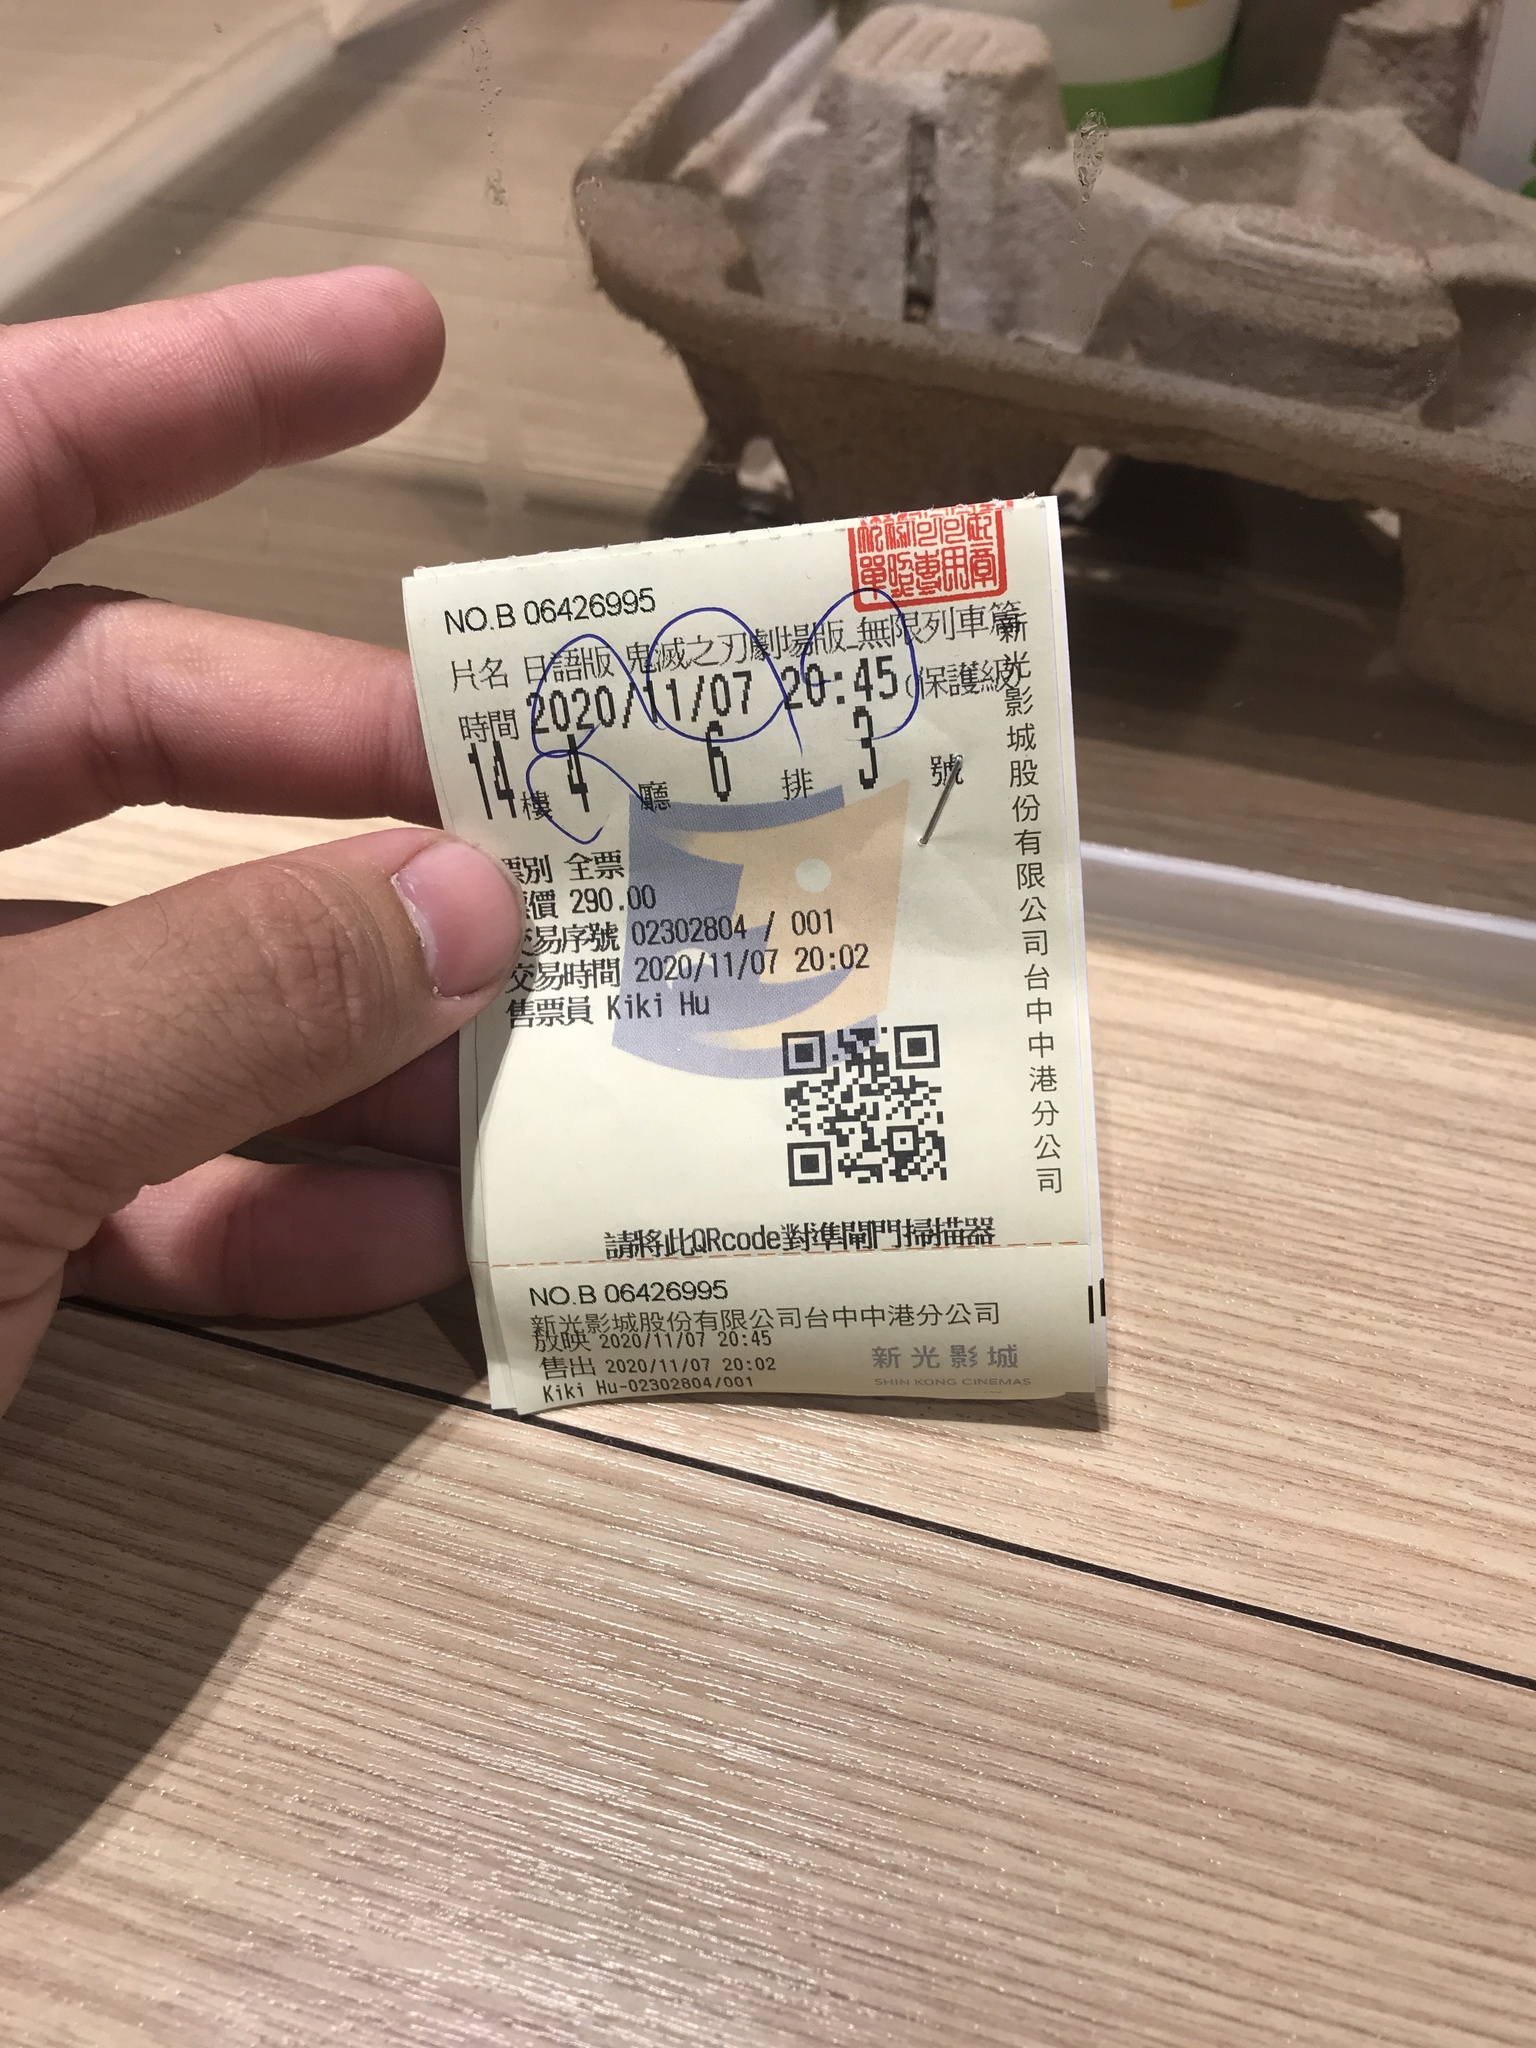 NO.B 06426995
片名 日語版 鬼滅之刃劇場版_無限列車篇
(保護級)
時間 2020/11/07 20:45
14樓 4 廳 6 排 3 號
票別 全票
票價 290.00
交易序號 02302804 / 001
交易時間 2020/11/07 20:02
售票員 Kiki Hu
新光影城股份有限公司台中中港分公司
請將此QRcode對準閘門掃描器
NO.B 06426995
新光影城股份有限公司台中中港分公司
放映 2020/11/07 20:45
售出 2020/11/07 20:02
Kiki Hu-02302804/001
新光影城
SHIN KONG CINEMAS